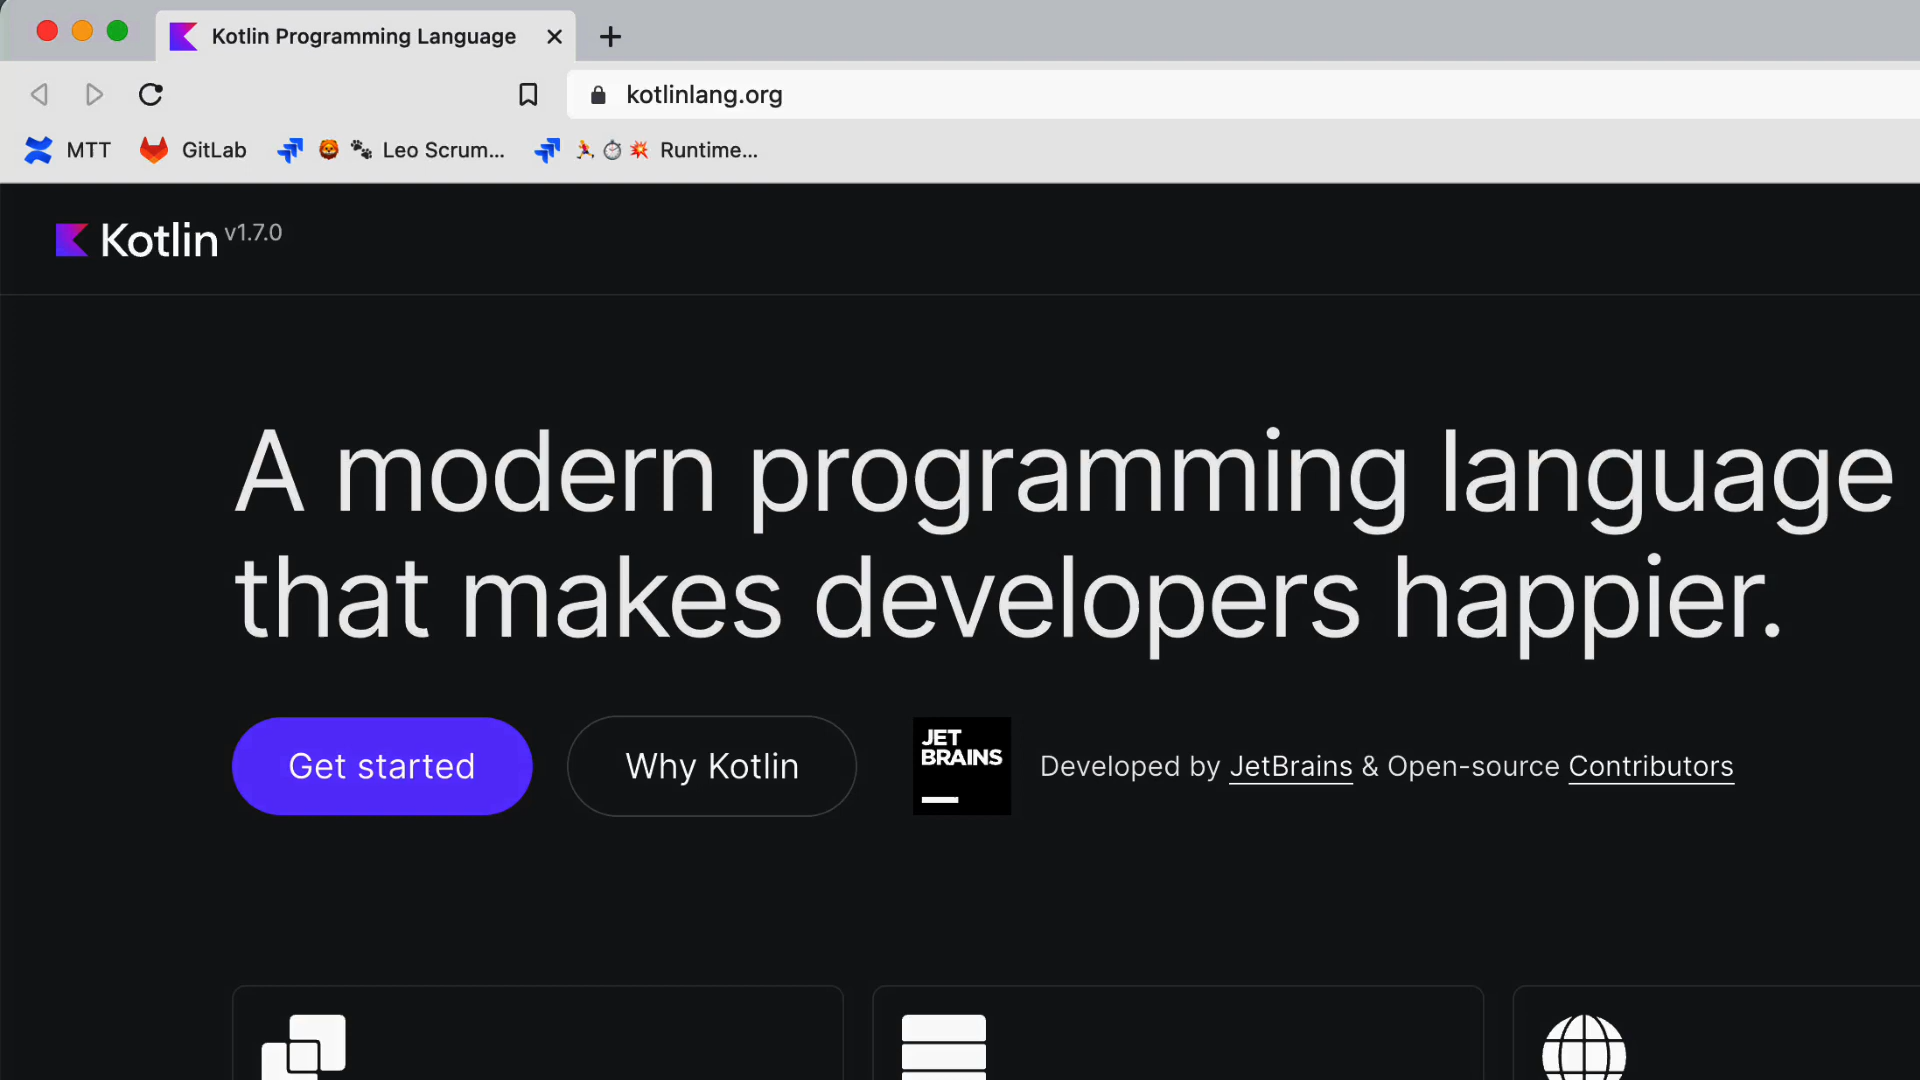 Kotlin Programming Language
kotlinlang.org
MTT GitLab Leo Scrum... Runtime...
Kotlin v1.7.0
A modern programming language
that makes developers happier.
Get started Why Kotlin JET BRAINS Developed by JetBrains & Open-source Contributors